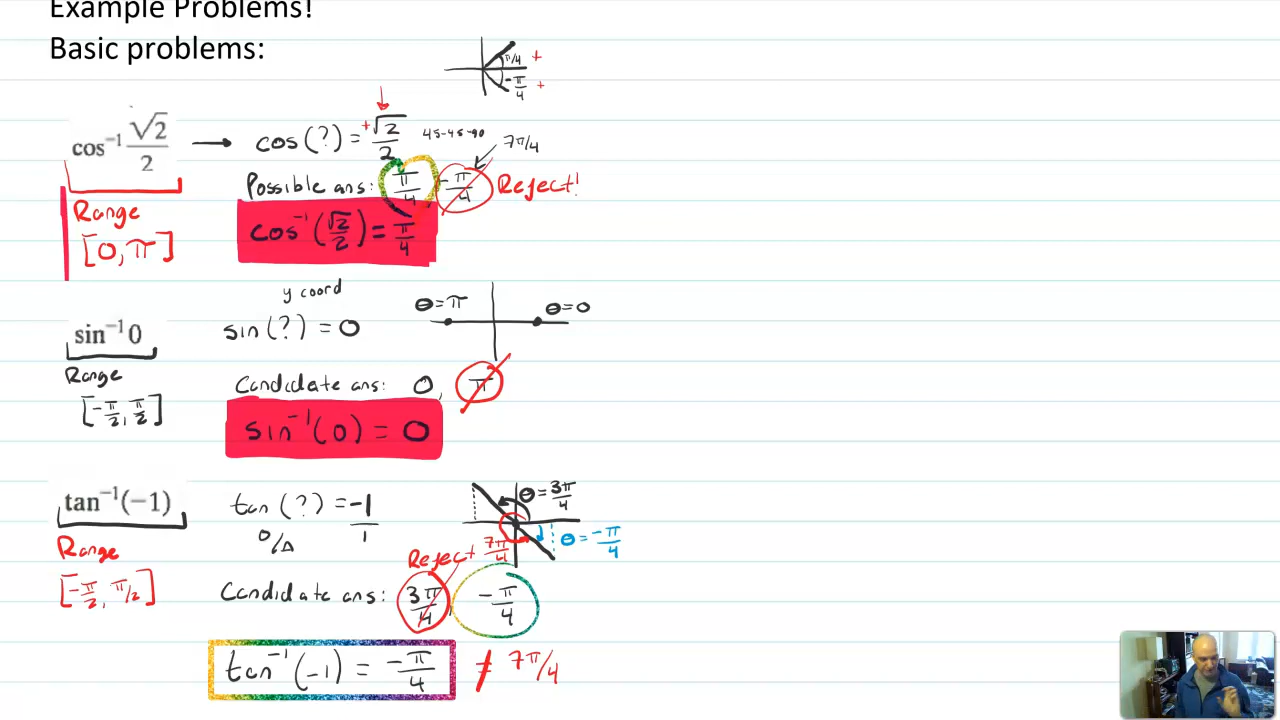 Example Problems!
Basic problems:
π/4 +
-π/4 +
cos⁻¹ √2/2 → cos(?) = +√2/2 45-45-90 7π/4
Possible ans: π/4, -π/4 Reject!
Range
[0, π]
cos⁻¹(√2/2) = π/4
y coord
θ=π θ=0
sin⁻¹0 sin(?) = 0
Range
[-π/2, π/2]
Candidate ans: 0, π
sin⁻¹(0) = 0
tan⁻¹(-1) tan(?) = -1/1 θ = 3π/4
O/A θ = -π/4
Range
[-π/2, π/2]
Reject 7π/4
Candidate ans: 3π/4, -π/4
tan⁻¹(-1) = -π/4 ≠ 7π/4